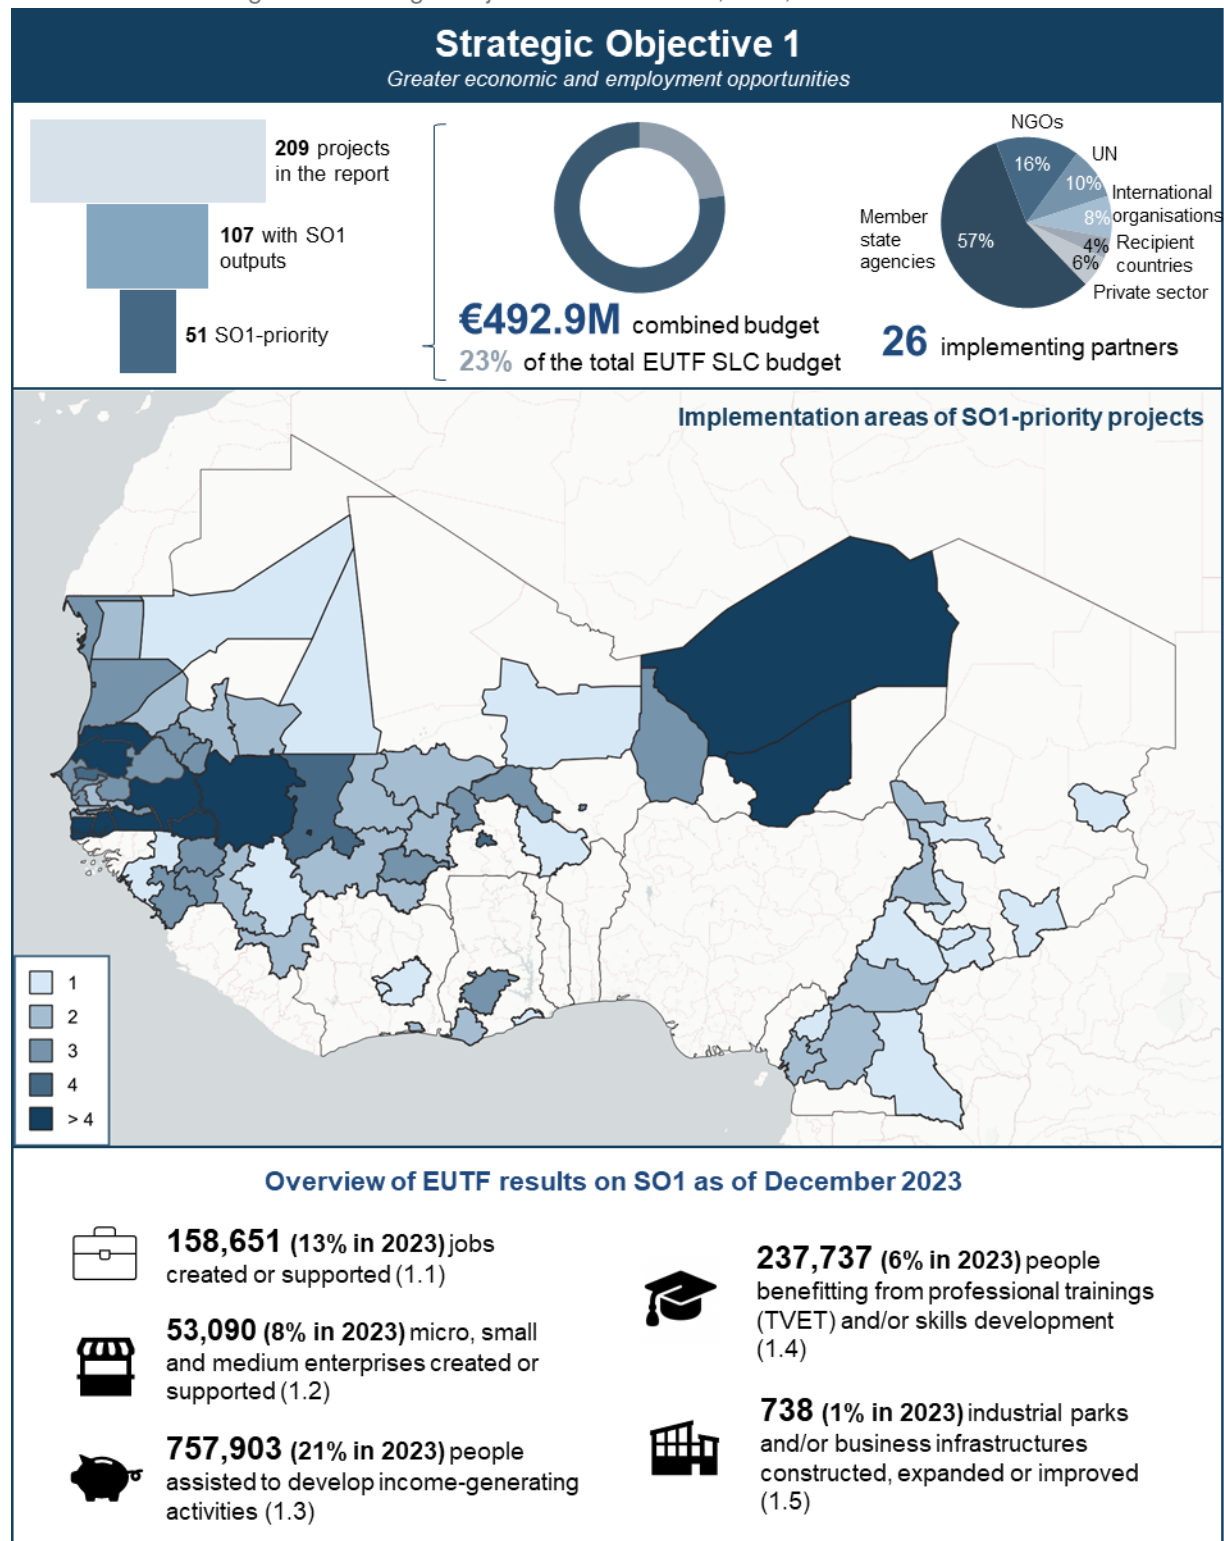 Strategic Objective 1
Greater economic and employment opportunities
209 projects
in the report
107 with SO1
outputs
51 SO1-priority
€492.9M combined budget
23% of the total EUTF SLC budget
NGOs
16%
UN
10%
International
organisations
8%
4%
Recipient
countries
6%
Private sector
Member
state
agencies
57%
26 implementing partners
Implementation areas of SO1-priority projects
1
2
3
4
> 4
Overview of EUTF results on SO1 as of December 2023
158,651 (13% in 2023) jobs
created or supported (1.1)
53,090 (8% in 2023) micro, small
and medium enterprises created or
supported (1.2)
757,903 (21% in 2023) people
assisted to develop income-generating
activities (1.3)
237,737 (6% in 2023) people
benefitting from professional trainings
(TVET) and/or skills development
(1.4)
738 (1% in 2023) industrial parks
and/or business infrastructures
constructed, expanded or improved
(1.5)